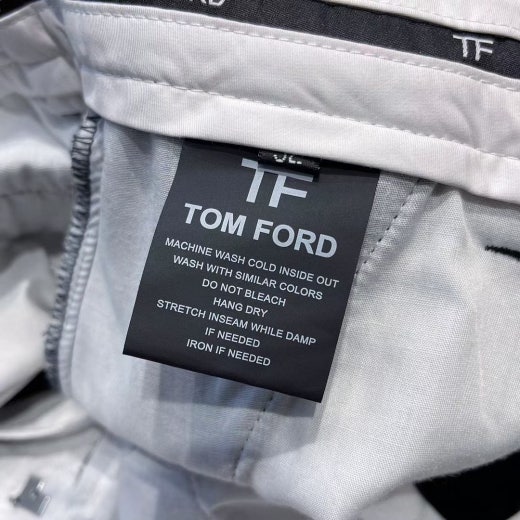 FORD
TF
TF
TOM FORD
MACHINE WASH COLD INSIDE OUT
WASH WITH SIMILAR COLORS
DO NOT BLEACH
HANG DRY
STRETCH INSEAM WHILE DAMP
IF NEEDED
IRON IF NEEDED